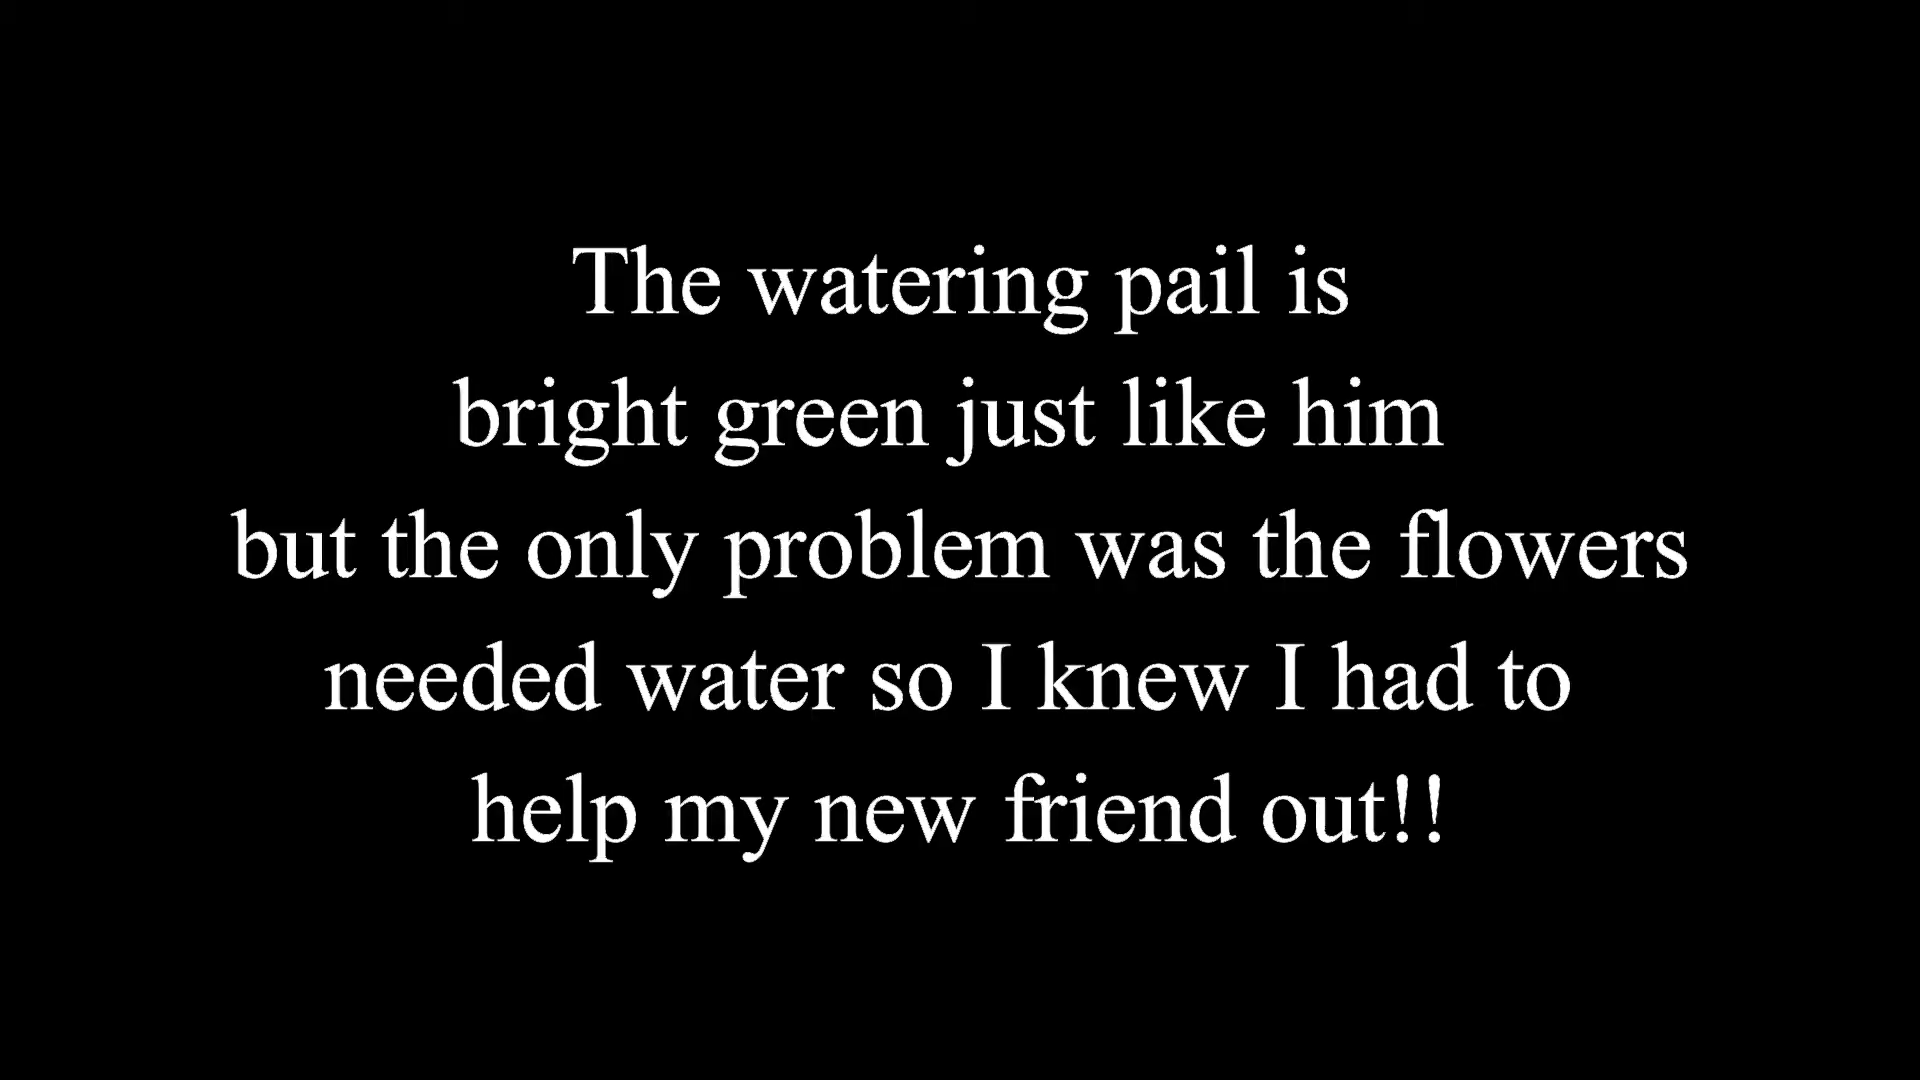 The watering pail is
bright green just like him
but the only problem was the flowers
needed water so I knew I had to
help my new friend out!!